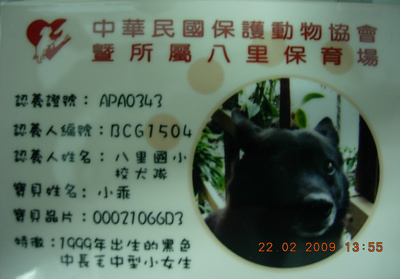 中華民國保護動物協會
暨所屬八里保育場
認養證號：APA0343
認養人編號：BCG1504
認養人姓名：八里國小
校犬隊
寶貝姓名：小乖
寶貝晶片：00021066D3
特徵：1999年出生的黑色
中長毛中型小女生
22 02 2009 13:55